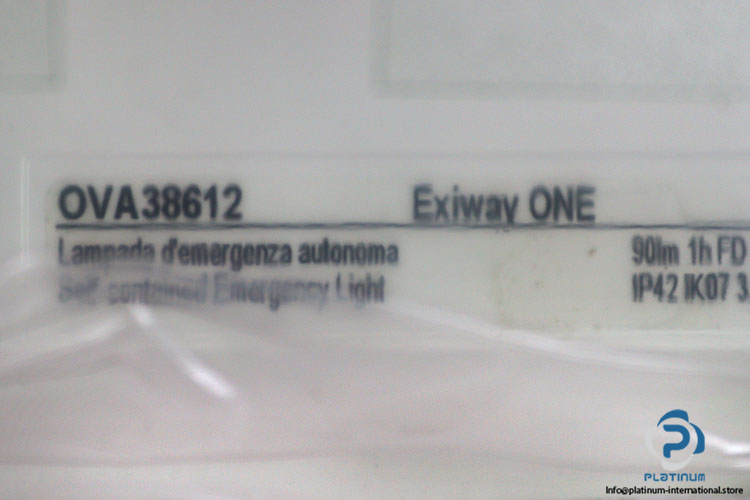 OVA38612 Exiway ONE
Lampada d'emergenza autonoma 90lm 1h FD
Self contained Emergency Light IP42 IK07 3
PLATINUM
Info@platinum-international.store